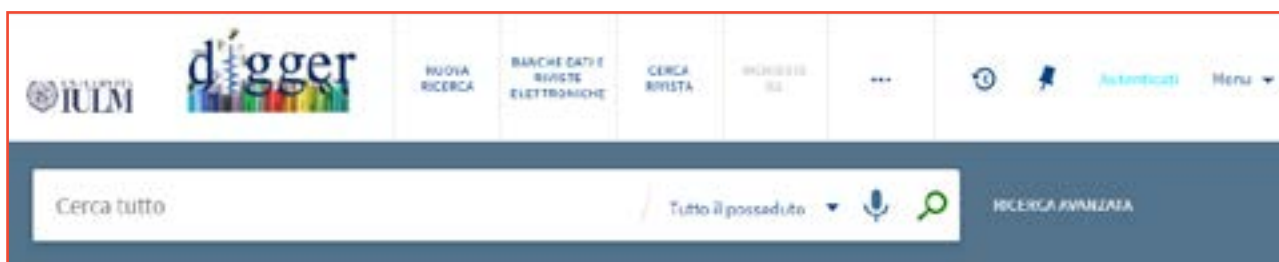 UNIVERSITÀ
IULM
digger
NUOVA
RICERCA
BANCHE DATI E
RIVISTE
ELETTRONICHE
CERCA
RIVISTA
...
Autenticati
Menu
Cerca tutto
Tutto il posseduto
RICERCA AVANZATA